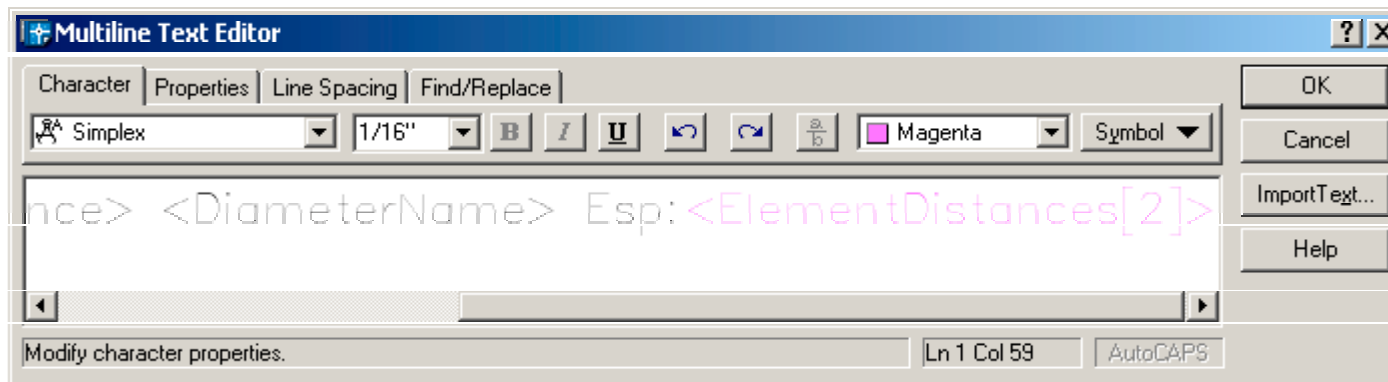 Multiline Text Editor
Character Properties Line Spacing Find/Replace
OK
Simplex 1/16" B I U a/b Magenta Symbol
Cancel
nce> <DiameterName> Esp:<ElementDistances[2]>
ImportText...
Help
Modify character properties. Ln 1 Col 59 AutoCAPS